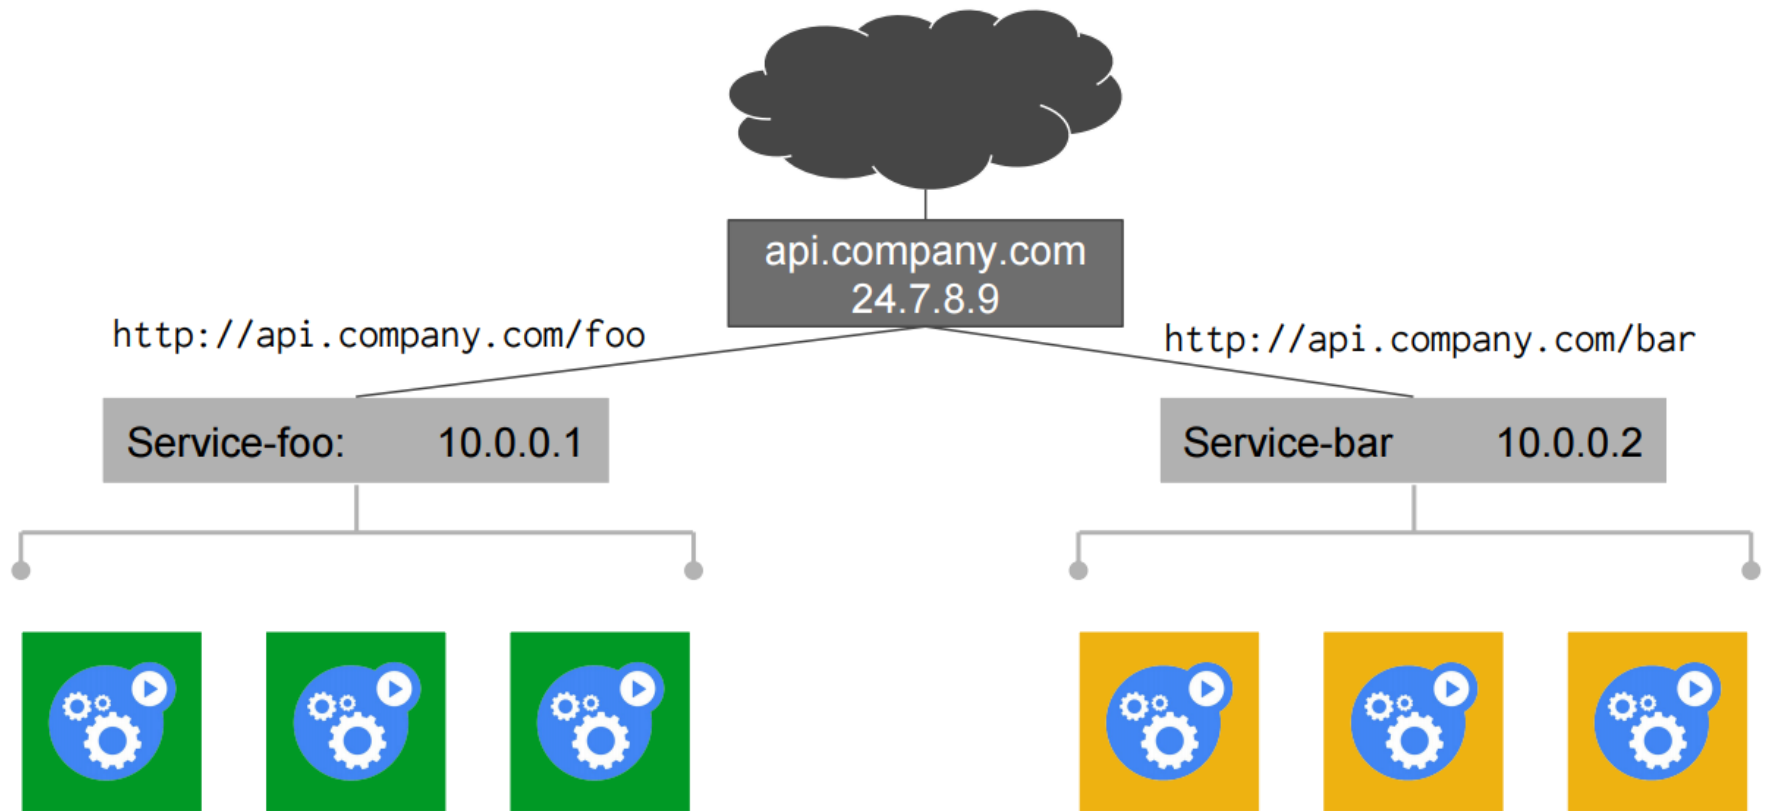 api.company.com
24.7.8.9
http://api.company.com/foo
http://api.company.com/bar
Service-foo: 10.0.0.1
Service-bar 10.0.0.2